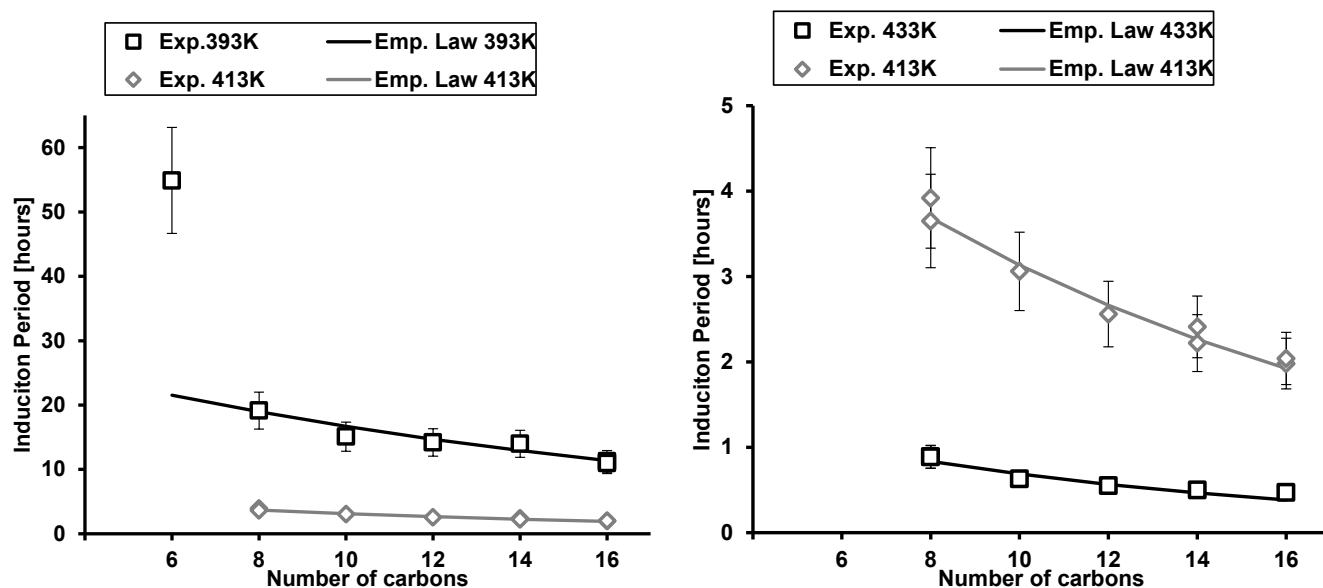 Exp.393K Emp. Law 393K
Exp. 413K Emp. Law 413K
Induciton Period [hours]
60
50
40
30
20
10
0
6 8 10 12 14 16
Number of carbons
Exp. 433K Emp. Law 433K
Exp. 413K Emp. Law 413K
Induciton Period [hours]
5
4
3
2
1
0
6 8 10 12 14 16
Number of carbons